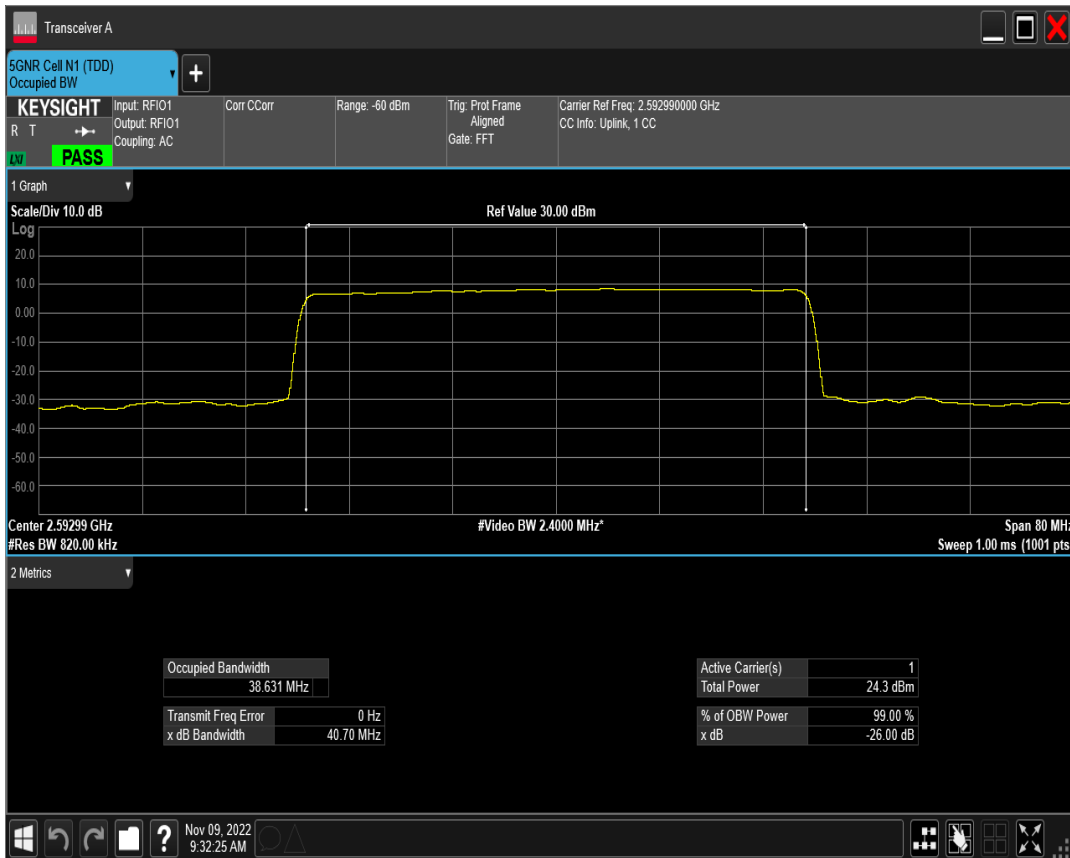 Transceiver A
5GNR Cell N1 (TDD)
Occupied BW
+
KEYSIGHT
R T
LXI
PASS
Input: RFIO1
Output: RFIO1
Coupling: AC
Corr CCorr
Range: -60 dBm
Trig: Prot Frame
Aligned
Gate: FFT
Carrier Ref Freq: 2.592990000 GHz
CC Info: Uplink, 1 CC
1 Graph
Scale/Div 10.0 dB
Ref Value 30.00 dBm
Log
20.0
10.0
0.00
-10.0
-20.0
-30.0
-40.0
-50.0
-60.0
Center 2.59299 GHz
#Video BW 2.4000 MHz*
Span 80 MHz
#Res BW 820.00 kHz
Sweep 1.00 ms (1001 pts
2 Metrics
Occupied Bandwidth
38.631 MHz
Transmit Freq Error 0 Hz
x dB Bandwidth 40.70 MHz
Active Carrier(s) 1
Total Power 24.3 dBm
% of OBW Power 99.00 %
x dB -26.00 dB
?
Nov 09, 2022
9:32:25 AM